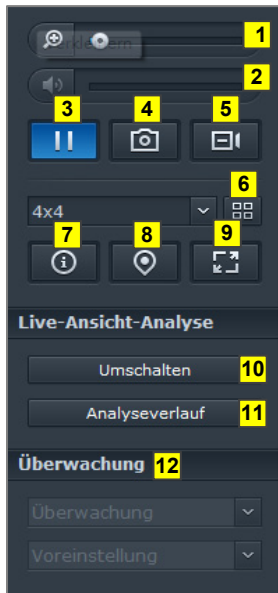 1
Verkleinern
2
3 4 5
6
4x4
7 8 9
Live-Ansicht-Analyse
Umschalten 10
Analyseverlauf 11
Überwachung 12
Überwachung
Voreinstellung